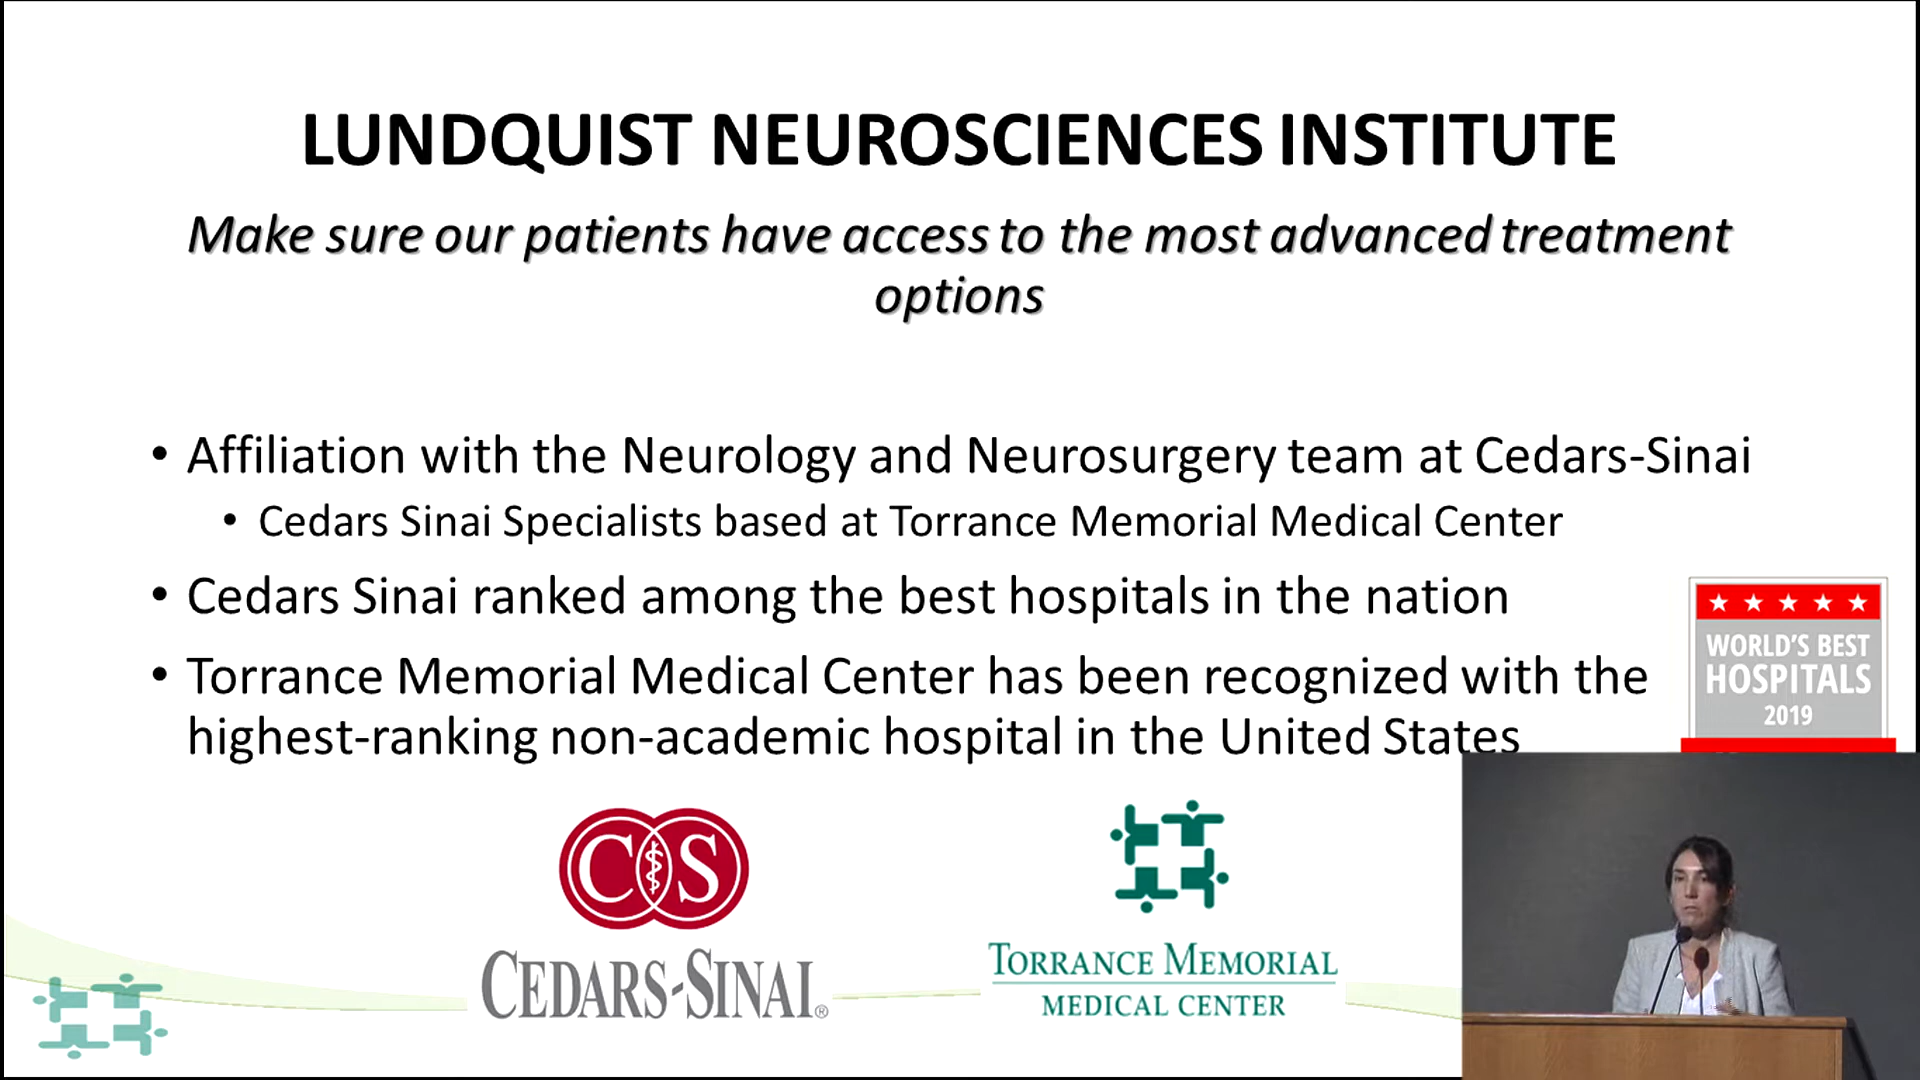 LUNDQUIST NEUROSCIENCES INSTITUTE
Make sure our patients have access to the most advanced treatment
options
• Affiliation with the Neurology and Neurosurgery team at Cedars-Sinai
• Cedars Sinai Specialists based at Torrance Memorial Medical Center
• Cedars Sinai ranked among the best hospitals in the nation
• Torrance Memorial Medical Center has been recognized with the
highest-ranking non-academic hospital in the United States
WORLD'S BEST
HOSPITALS
2019
CS
CEDARS-SINAI®
TORRANCE MEMORIAL
MEDICAL CENTER